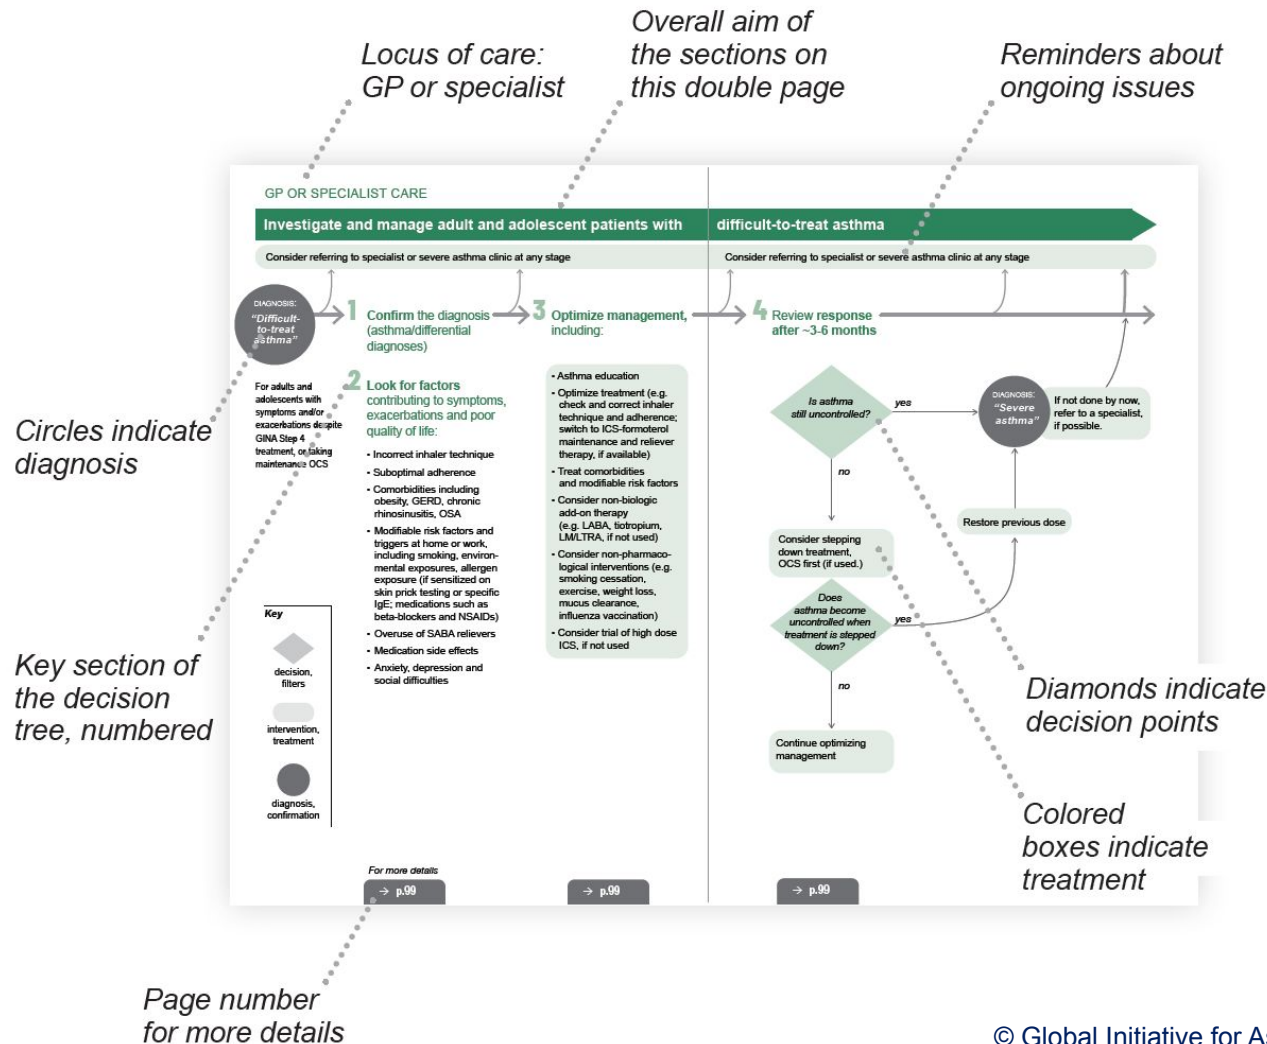 Locus of care:
GP or specialist
Overall aim of
the sections on
this double page
Reminders about
ongoing issues
GP OR SPECIALIST CARE
Investigate and manage adult and adolescent patients with difficult-to-treat asthma
Consider referring to specialist or severe asthma clinic at any stage
Consider referring to specialist or severe asthma clinic at any stage
DIAGNOSIS:
"Difficult-
to-treat
asthma"
For adults and
adolescents with
symptoms and/or
exacerbations despite
GINA Step 4
treatment, or taking
maintenance OCS
1 Confirm the diagnosis
(asthma/differential
diagnoses)
2 Look for factors
contributing to symptoms,
exacerbations and poor
quality of life:
• Incorrect inhaler technique
• Suboptimal adherence
• Comorbidities including
obesity, GERD, chronic
rhinosinusitis, OSA
• Modifiable risk factors and
triggers at home or work,
including smoking, environ-
mental exposures, allergen
exposure (if sensitized on
skin prick testing or specific
IgE; medications such as
beta-blockers and NSAIDs)
• Overuse of SABA relievers
• Medication side effects
• Anxiety, depression and
social difficulties
3 Optimize management,
including:
• Asthma education
• Optimize treatment (e.g.
check and correct inhaler
technique and adherence;
switch to ICS-formoterol
maintenance and reliever
therapy, if available)
• Treat comorbidities
and modifiable risk factors
• Consider non-biologic
add-on therapy
(e.g. LABA, tiotropium,
LM/LTRA, if not used)
• Consider non-pharmaco-
logical interventions (e.g.
smoking cessation,
exercise, weight loss,
mucus clearance,
influenza vaccination)
• Consider trial of high dose
ICS, if not used
4 Review response
after ~3-6 months
Is asthma
still uncontrolled?
yes
no
DIAGNOSIS:
"Severe
asthma"
If not done by now,
refer to a specialist,
if possible.
Restore previous dose
Consider stepping
down treatment,
OCS first (if used.)
Does
asthma become
uncontrolled when
treatment is stepped
down?
yes
no
Continue optimizing
management
Key
decision,
filters
intervention,
treatment
diagnosis,
confirmation
For more details
→ p.99
→ p.99
→ p.99
Circles indicate
diagnosis
Key section of
the decision
tree, numbered
Diamonds indicate
decision points
Colored
boxes indicate
treatment
Page number
for more details
© Global Initiative for